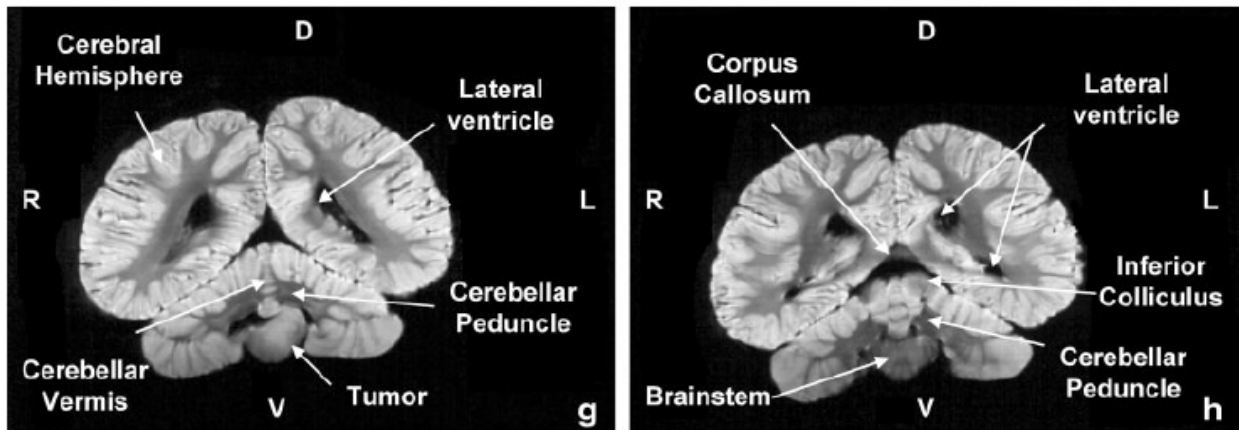 D
Cerebral
Hemisphere
Lateral
ventricle
R
L
Cerebellar
Peduncle
Cerebellar
Vermis
Tumor
V
g
D
Corpus
Callosum
Lateral
ventricle
R
L
Inferior
Colliculus
Cerebellar
Peduncle
Brainstem
V
h